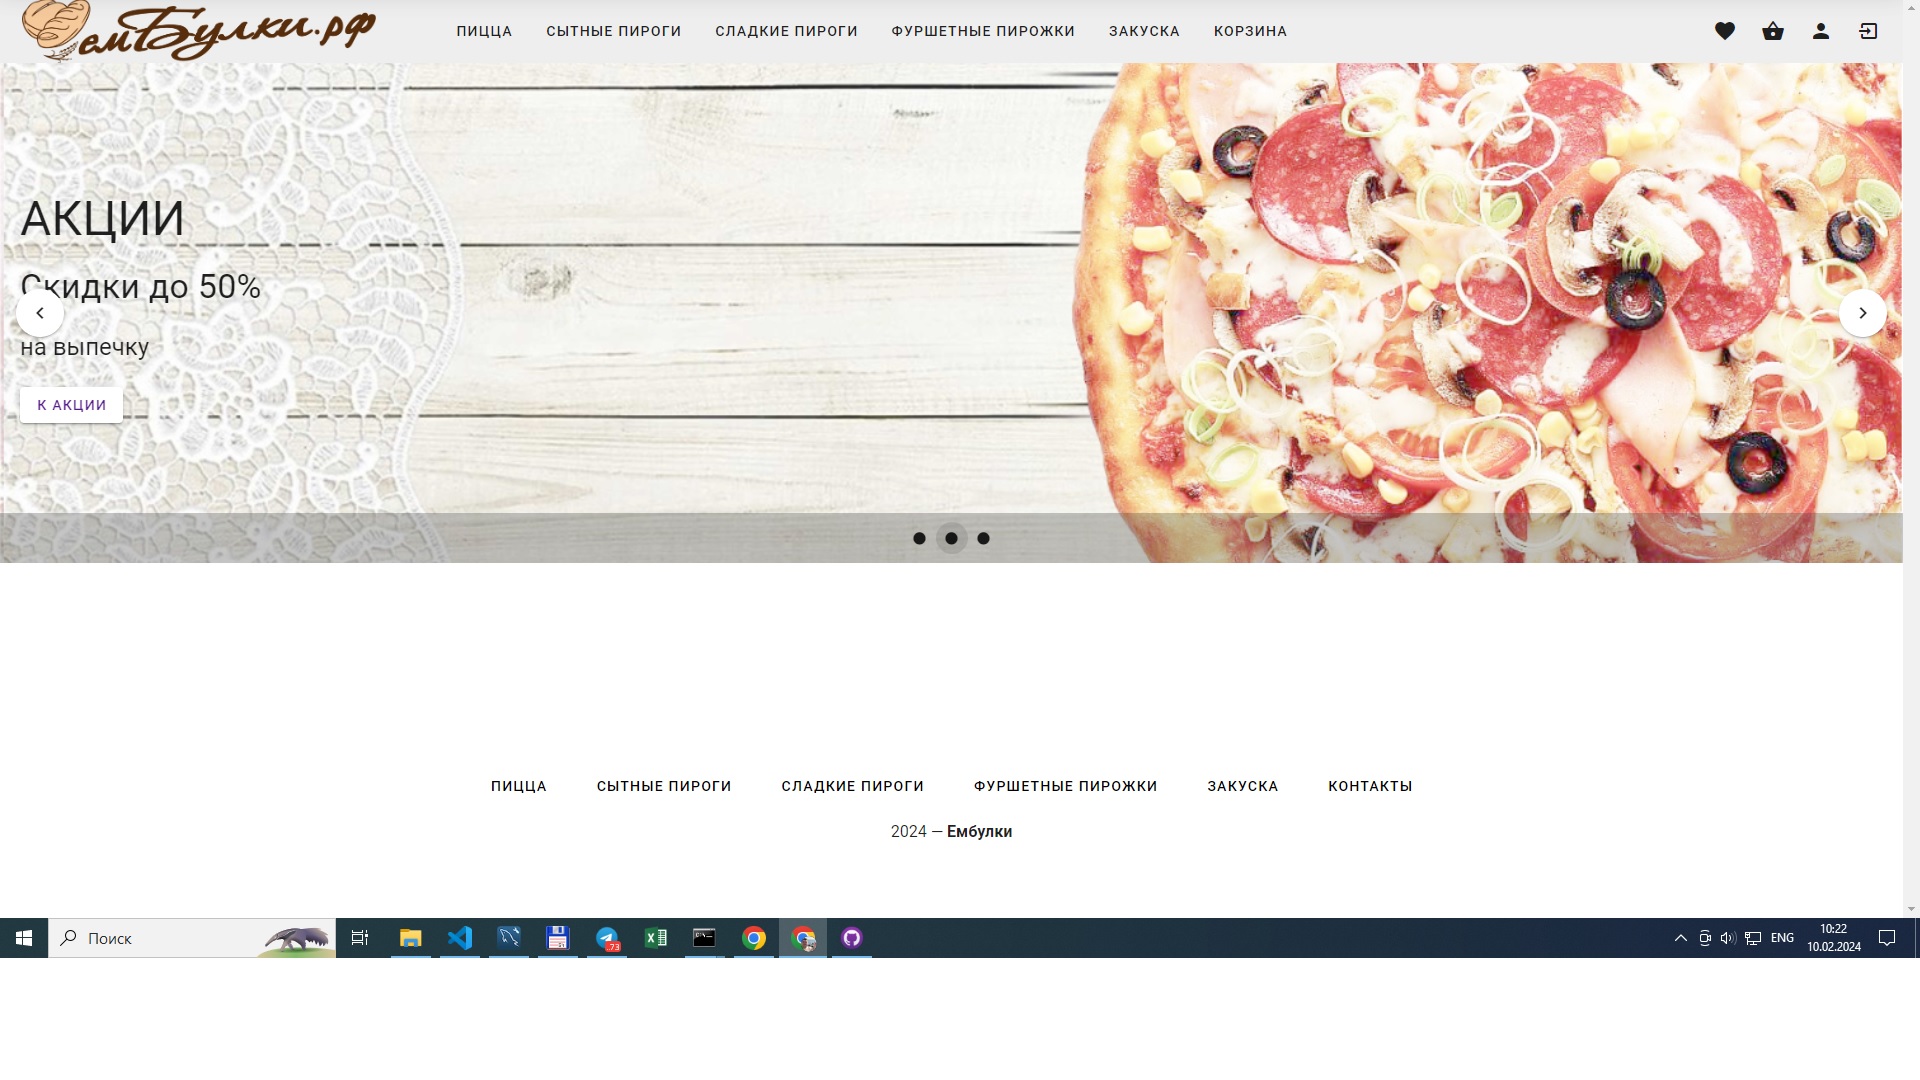 емБулки.рф
ПИЦЦА СЫТНЫЕ ПИРОГИ СЛАДКИЕ ПИРОГИ ФУРШЕТНЫЕ ПИРОЖКИ ЗАКУСКА КОРЗИНА
АКЦИИ
Скидки до 50%
на выпечку
К АКЦИИ
ПИЦЦА СЫТНЫЕ ПИРОГИ СЛАДКИЕ ПИРОГИ ФУРШЕТНЫЕ ПИРОЖКИ ЗАКУСКА КОНТАКТЫ
2024 — Ембулки
Поиск
73
ENG
10:22
10.02.2024